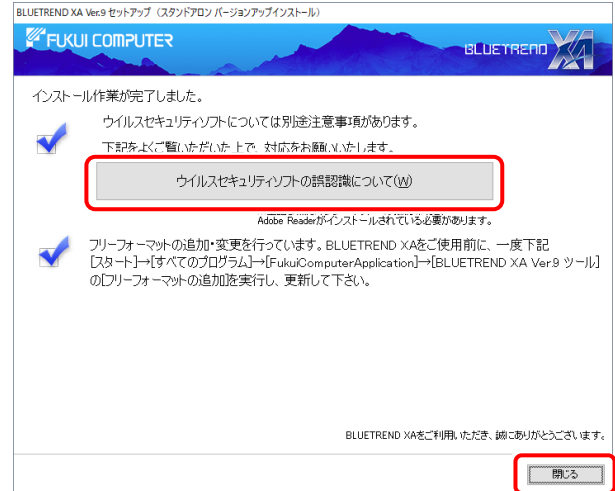 BLUETREND XA Ver.9 セットアップ (スタンドアロン バージョンアップインストール)
FUKUI COMPUTER
BLUETREND XA
インストール作業が完了しました。
ウイルスセキュリティソフトについては別途注意事項があります。
下記をよくご覧いただいた上で、対応をお願いいたします。
ウイルスセキュリティソフトの誤認識について(W)
Adobe Readerがインストールされている必要があります。
フリーフォーマットの追加・変更を行っています。BLUETREND XAをご使用前に、一度下記
[スタート]→[すべてのプログラム]→[FukuiComputerApplication]→[BLUETREND XA Ver.9 ツール]
の[フリーフォーマットの追加]を実行し、更新して下さい。
BLUETREND XAをご利用いただき、誠にありがとうございます。
閉じる